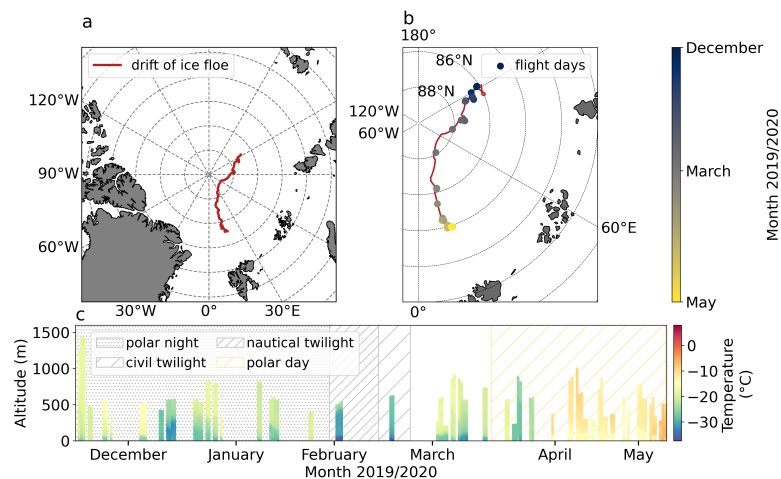 a
drift of ice floe
120°W
90°W
60°W
30°W 0° 30°E
b
180°
86°N
88°N
flight days
120°W
60°W
60°E
0°
December
March
May
Month 2019/2020
c
1500
1000
500
0
Altitude (m)
polar night
nautical twilight
civil twilight
polar day
December January February March April May
Month 2019/2020
0
−10
−20
−30
Temperature
(°C)